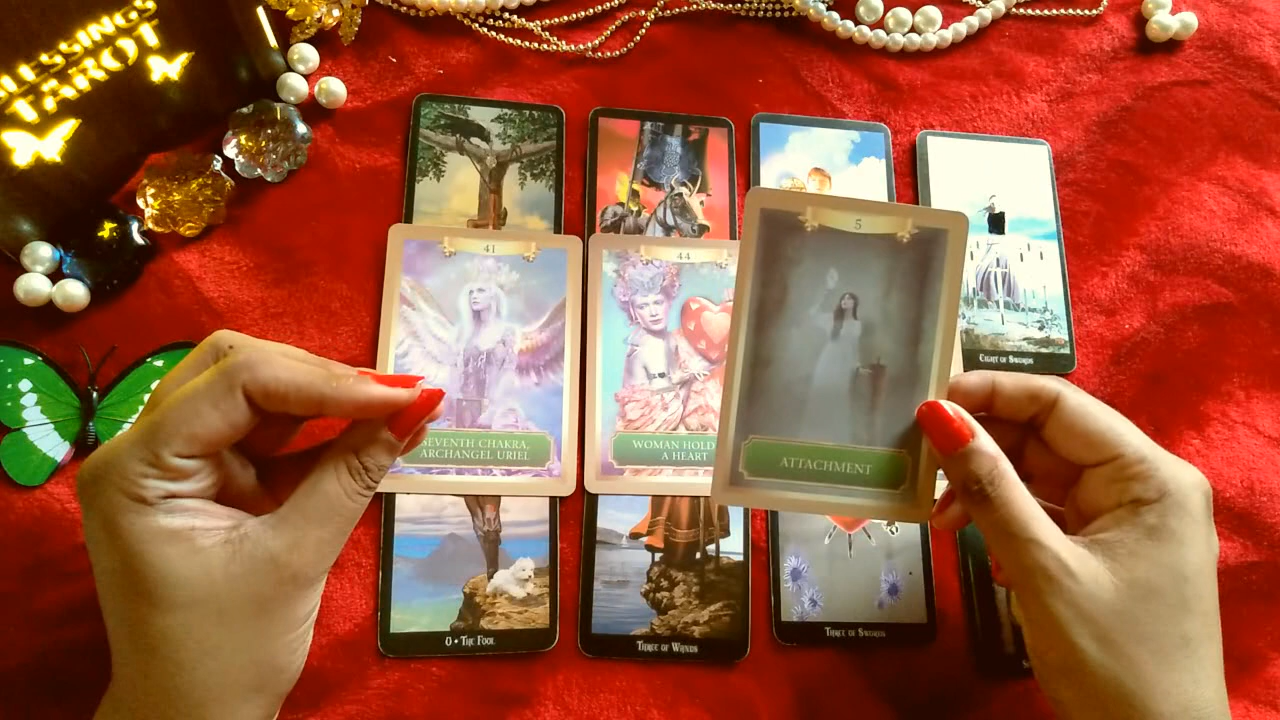 BLESSINGS
TAROT
41
SEVENTH CHAKRA,
ARCHANGEL URIEL
44
WOMAN HOLD
A HEART
5
ATTACHMENT
EIGHT OF SWORDS
0 • THE FOOL
THREE OF WANDS
THREE OF SWORDS